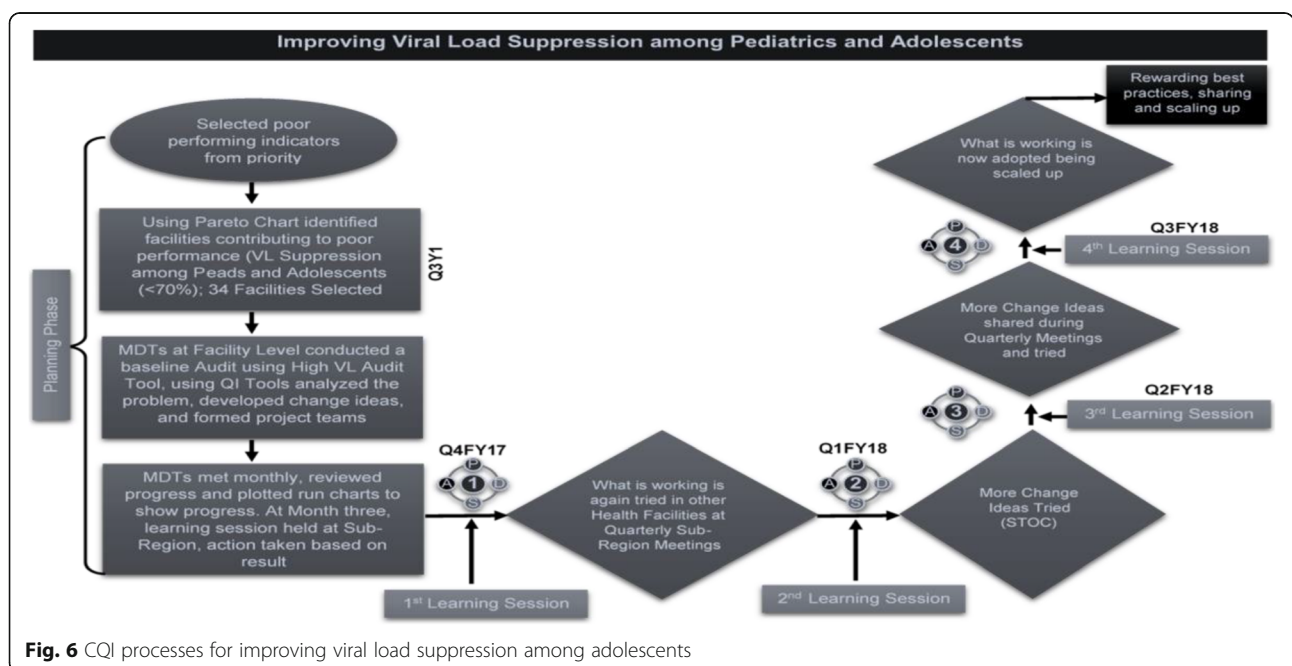 Improving Viral Load Suppression among Pediatrics and Adolescents
Planning Phase
Selected poor
performing indicators
from priority
Using Pareto Chart identified
facilities contributing to poor
performance (VL Suppression
among Peads and Adolescents
(<70%); 34 Facilities Selected
Q3Y1
MDTs at Facility Level conducted a
baseline Audit using High VL Audit
Tool, using QI Tools analyzed the
problem, developed change ideas,
and formed project teams
MDTs met monthly, reviewed
progress and plotted run charts to
show progress. At Month three,
learning session held at Sub-
Region, action taken based on
result
Q4FY17
P
A 1 D
S
1st Learning Session
What is working is
again tried in other
Health Facilities at
Quarterly Sub-
Region Meetings
Q1FY18
P
A 2 D
S
2nd Learning Session
More Change
Ideas Tried
(STOC)
Q2FY18
P
A 3 D
S
3rd Learning Session
More Change Ideas
shared during
Quarterly Meetings
and tried
Q3FY18
P
A 4 D
S
4th Learning Session
What is working is
now adopted being
scaled up
Rewarding best
practices, sharing
and scaling up
Fig. 6 CQI processes for improving viral load suppression among adolescents